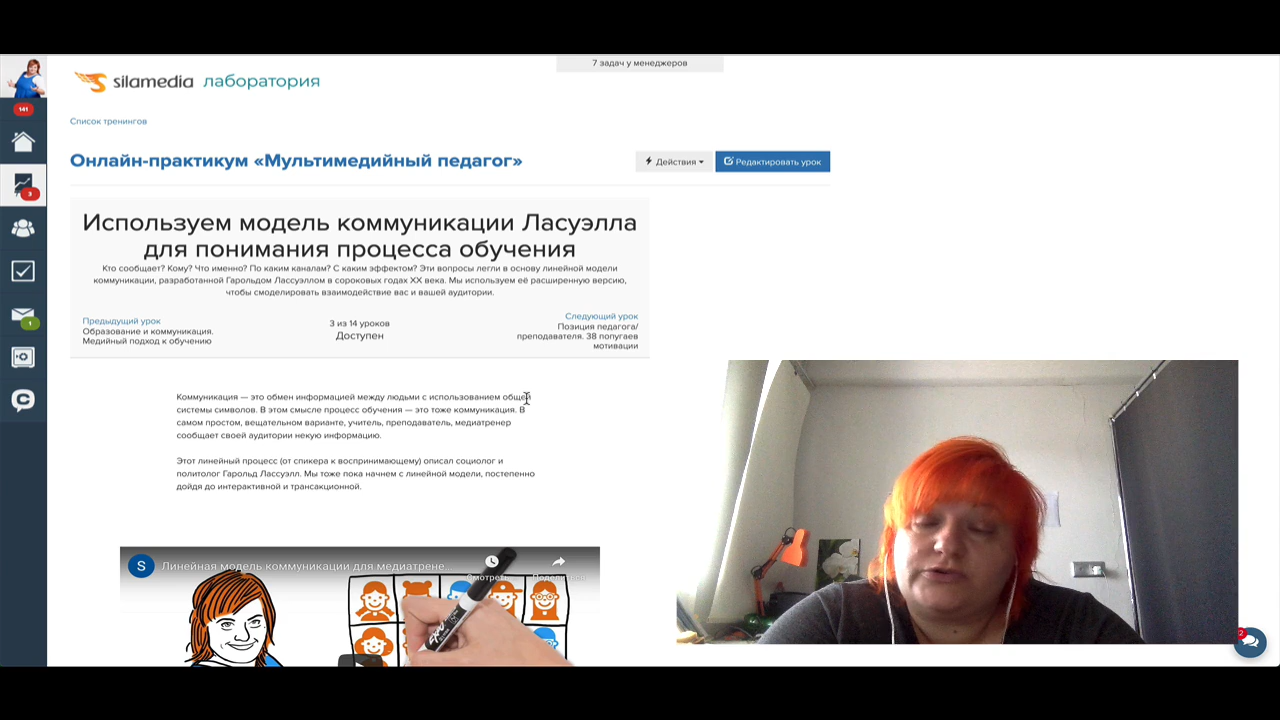 7 задач у менеджеров
silamedia лаборатория
141
Список тренингов
Онлайн-практикум «Мультимедийный педагог»
Действия
Редактировать урок
3
Используем модель коммуникации Ласуэлла
для понимания процесса обучения
Кто сообщает? Кому? Что именно? По каким каналам? С каким эффектом? Эти вопросы легли в основу линейной модели
коммуникации, разработанной Гарольдом Лассуэллом в сороковых годах XX века. Мы используем её расширенную версию,
чтобы смоделировать взаимодействие вас и вашей аудитории.
Предыдущий урок
Образование и коммуникация.
Медийный подход к обучению
3 из 14 уроков
Доступен
Следующий урок
Позиция педагога/
преподавателя. 38 попугаев
мотивации
1
Коммуникация — это обмен информацией между людьми с использованием общей
системы символов. В этом смысле процесс обучения — это тоже коммуникация. В
самом простом, вещательном варианте, учитель, преподаватель, медиатренер
сообщает своей аудитории некую информацию.
Этот линейный процесс (от спикера к воспринимающему) описал социолог и
политолог Гарольд Лассуэлл. Мы тоже пока начнем с линейной модели, постепенно
дойдя до интерактивной и трансакционной.
S
Линейная модель коммуникации для медиатрене...
Смотреть
Поделиться
EXPO
2